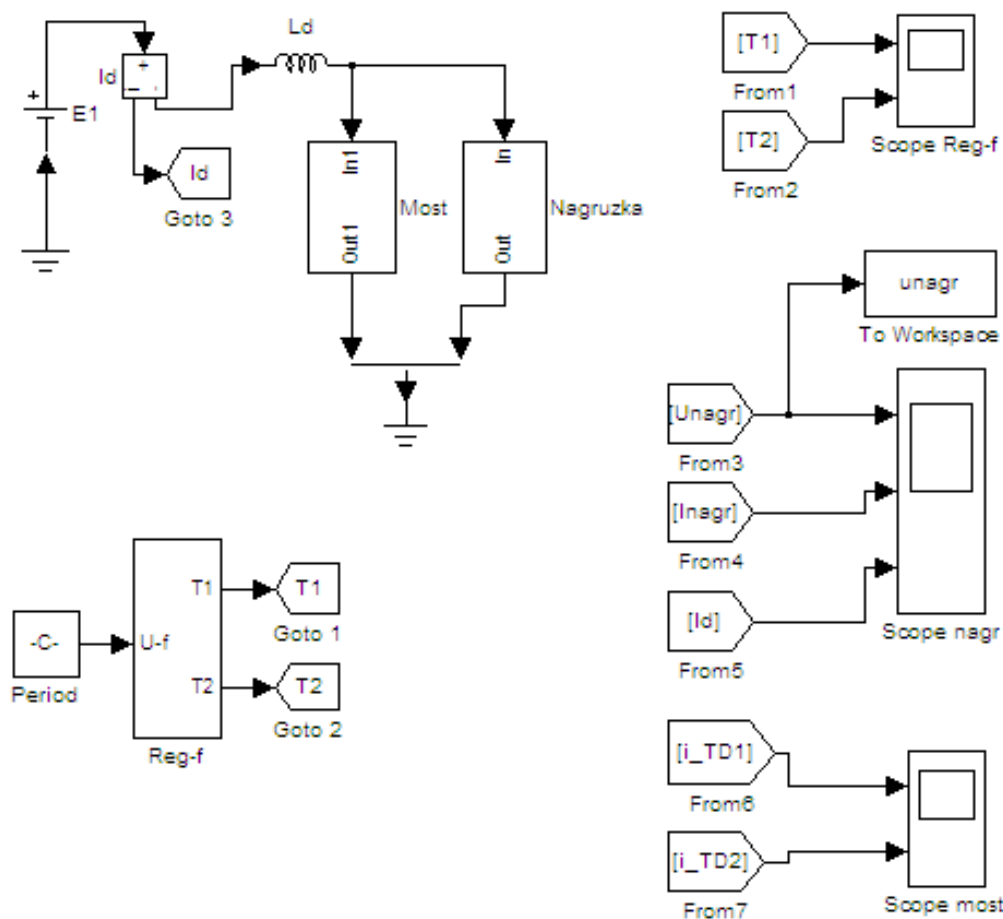 Ld
[T1]
From1
[T2]
From2
Scope Reg-f
+
Id
+
−
E1
Id
Goto 3
In1
Out1
Most
In
Out
Nagruzka
unagr
To Workspace
[Unagr]
From3
[Inagr]
From4
[Id]
From5
Scope nagr
-C-
Period
U-f
T1
T2
Reg-f
T1
Goto 1
T2
Goto 2
[i_TD1]
From6
[i_TD2]
From7
Scope most